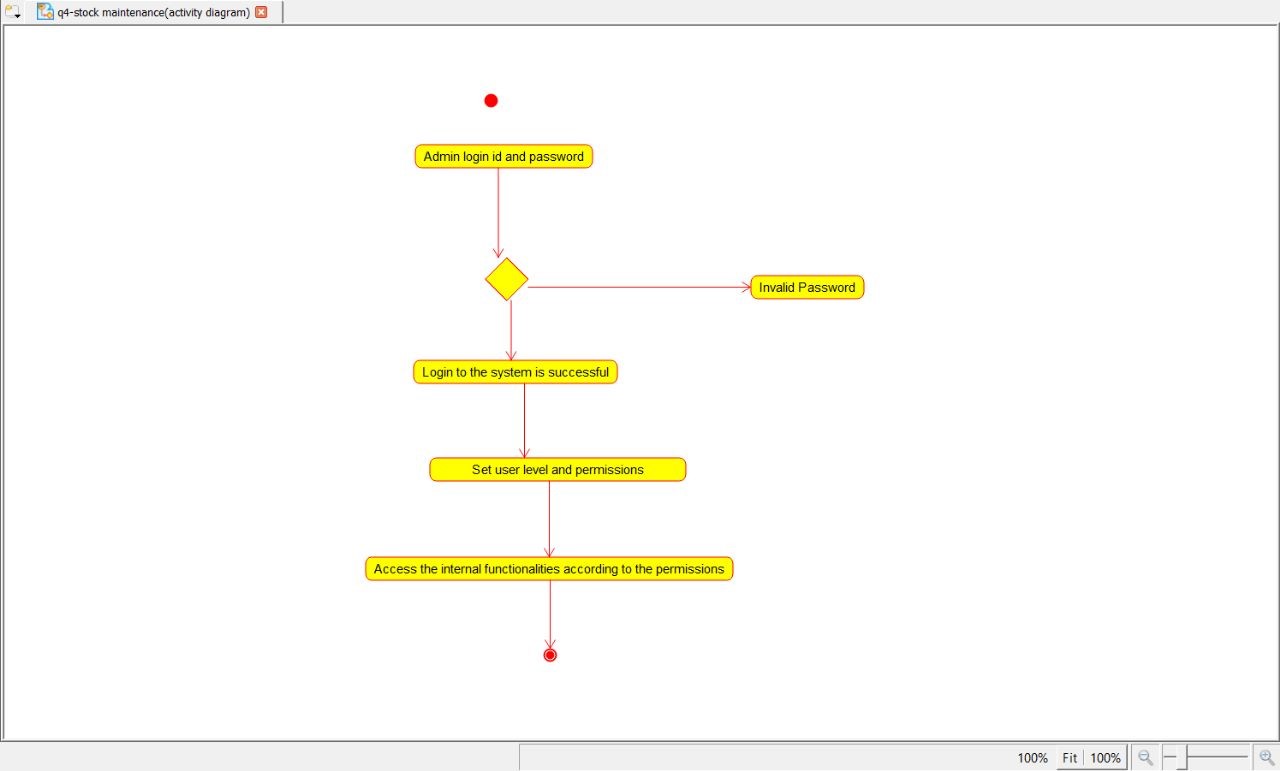 q4-stock maintenance(activity diagram)
Admin login id and password
Invalid Password
Login to the system is successful
Set user level and permissions
Access the internal functionalities according to the permissions
100% Fit 100%